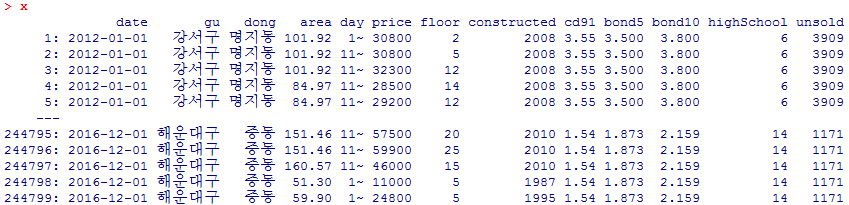 > x
date gu dong area day price floor constructed cd91 bond5 bond10 highSchool unsold
1: 2012-01-01 강서구 명지동 101.92 1~ 30800 2 2008 3.55 3.500 3.800 6 3909
2: 2012-01-01 강서구 명지동 101.92 11~ 30800 5 2008 3.55 3.500 3.800 6 3909
3: 2012-01-01 강서구 명지동 101.92 11~ 32300 12 2008 3.55 3.500 3.800 6 3909
4: 2012-01-01 강서구 명지동 84.97 11~ 28500 14 2008 3.55 3.500 3.800 6 3909
5: 2012-01-01 강서구 명지동 84.97 11~ 29200 12 2008 3.55 3.500 3.800 6 3909
---
244795: 2016-12-01 해운대구 중동 151.46 11~ 57500 20 2010 1.54 1.873 2.159 14 1171
244796: 2016-12-01 해운대구 중동 151.46 11~ 59900 25 2010 1.54 1.873 2.159 14 1171
244797: 2016-12-01 해운대구 중동 160.57 11~ 46000 15 2010 1.54 1.873 2.159 14 1171
244798: 2016-12-01 해운대구 중동 51.30 1~ 11000 5 1987 1.54 1.873 2.159 14 1171
244799: 2016-12-01 해운대구 중동 59.90 1~ 24800 5 1995 1.54 1.873 2.159 14 1171